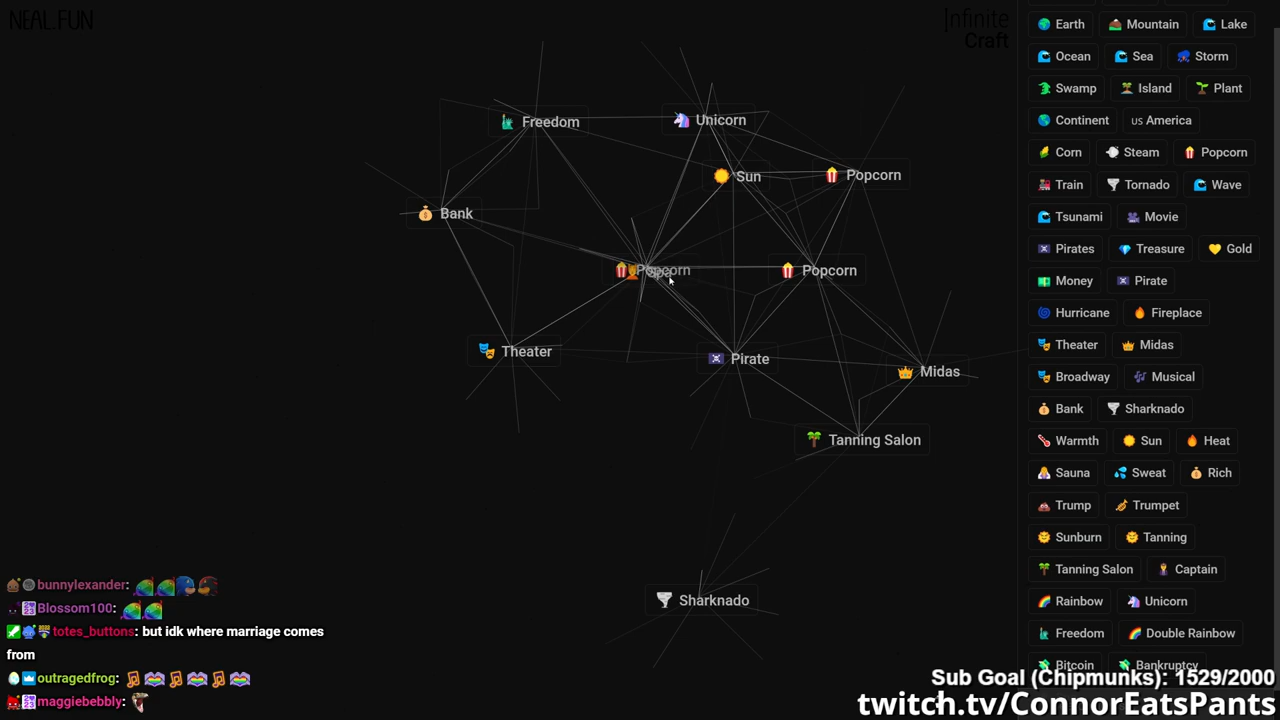 NEAL.FUN
Infinite
Craft
Freedom
Unicorn
Sun
Popcorn
Bank
Popcorn
Spa
Popcorn
Theater
Pirate
Midas
Tanning Salon
Sharknado
Earth Mountain Lake
Ocean Sea Storm
Swamp Island Plant
Continent US America
Corn Steam Popcorn
Train Tornado Wave
Tsunami Movie
Pirates Treasure Gold
Money Pirate
Hurricane Fireplace
Theater Midas
Broadway Musical
Bank Sharknado
Warmth Sun Heat
Sauna Sweat Rich
Trump Trumpet
Sunburn Tanning
Tanning Salon Captain
Rainbow Unicorn
Freedom Double Rainbow
Bitcoin Bankruptcy
bunnylexander:
Blossom100:
totes_buttons: but idk where marriage comes
from
outragedfrog:
maggiebebbly:
Sub Goal (Chipmunks): 1529/2000
twitch.tv/ConnorEatsPants